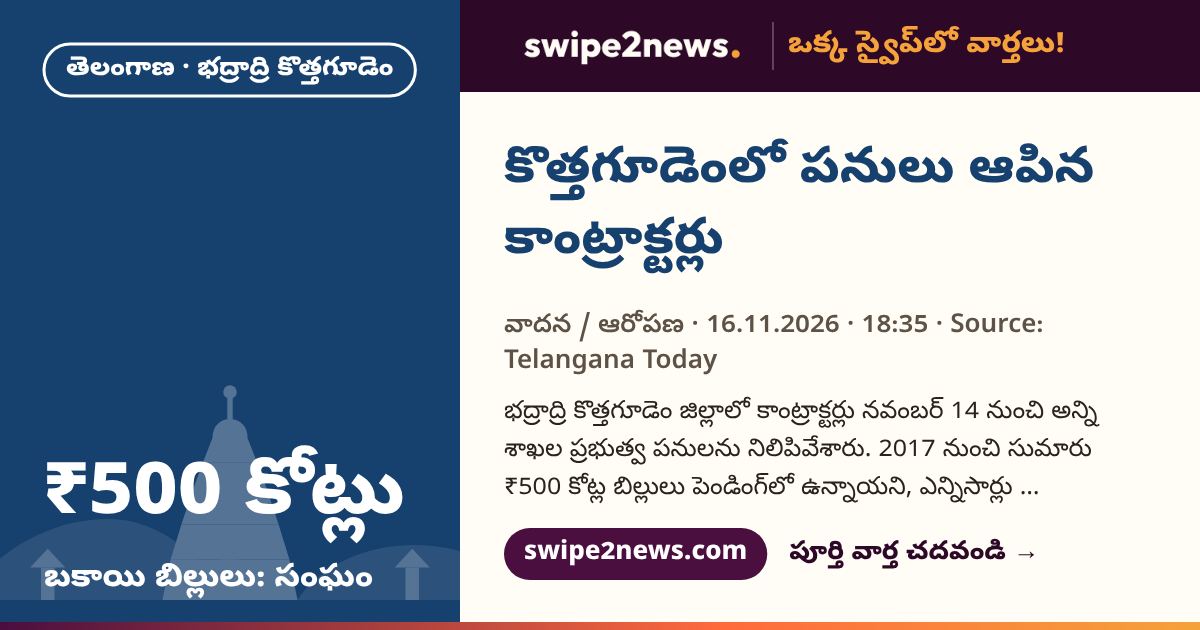 తెలంగాణ · భద్రాద్రి కొత్తగూడెం
₹500 కోట్లు
బకాయి బిల్లులు: సంఘం
swipe2news.
ఒక్క స్వైప్‌లో వార్తలు!
కొత్తగూడెంలో పనులు ఆపిన
కాంట్రాక్టర్లు
వాదన / ఆరోపణ · 16.11.2026 · 18:35 · Source:
Telangana Today
భద్రాద్రి కొత్తగూడెం జిల్లాలో కాంట్రాక్టర్లు నవంబర్ 14 నుంచి అన్ని
శాఖల ప్రభుత్వ పనులను నిలిపివేశారు. 2017 నుంచి సుమారు
₹500 కోట్ల బిల్లులు పెండింగ్‌లో ఉన్నాయని, ఎన్నిసార్లు ...
swipe2news.com
పూర్తి వార్త చదవండి →